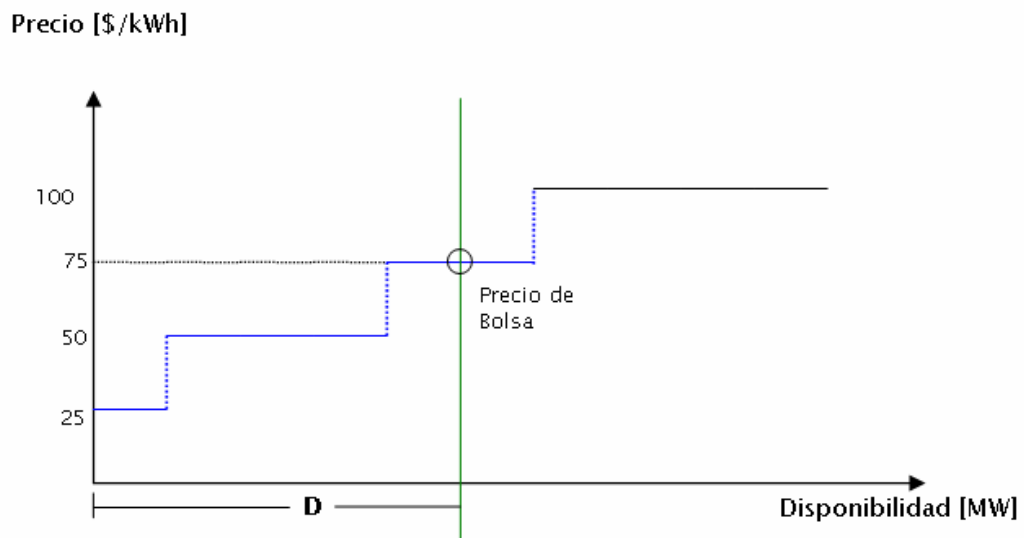 Precio [$/kWh]
100
75
Precio de
Bolsa
50
25
D
Disponibilidad [MW]